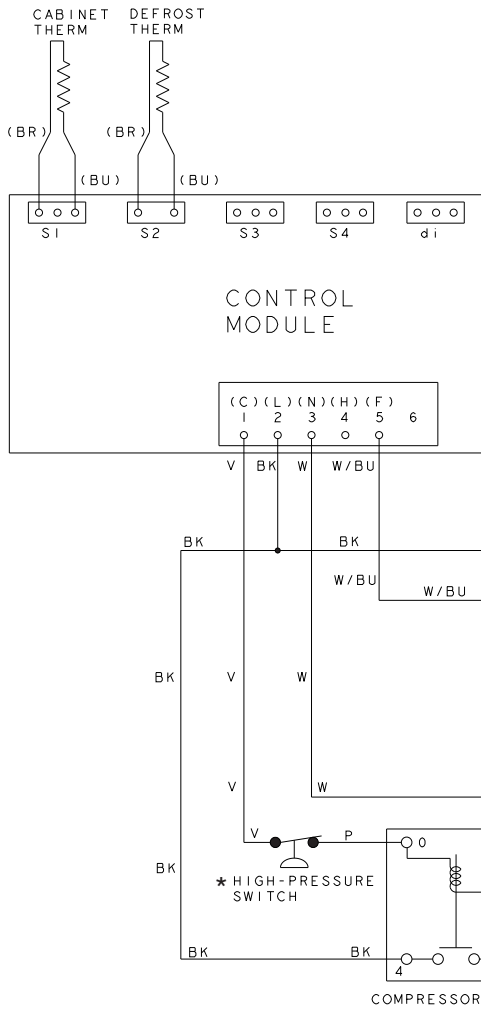 CABINET THERM
DEFROST THERM
(BR)
(BR)
(BU)
(BU)
S1
S2
S3
S4
di
CONTROL
MODULE
(C) (L) (N) (H) (F)
1 2 3 4 5 6
V BK W W/BU
BK
BK
W/BU
W/BU
BK
V
W
V
W
V
P
0
BK
* HIGH-PRESSURE
SWITCH
BK
BK
4
COMPRESSOR